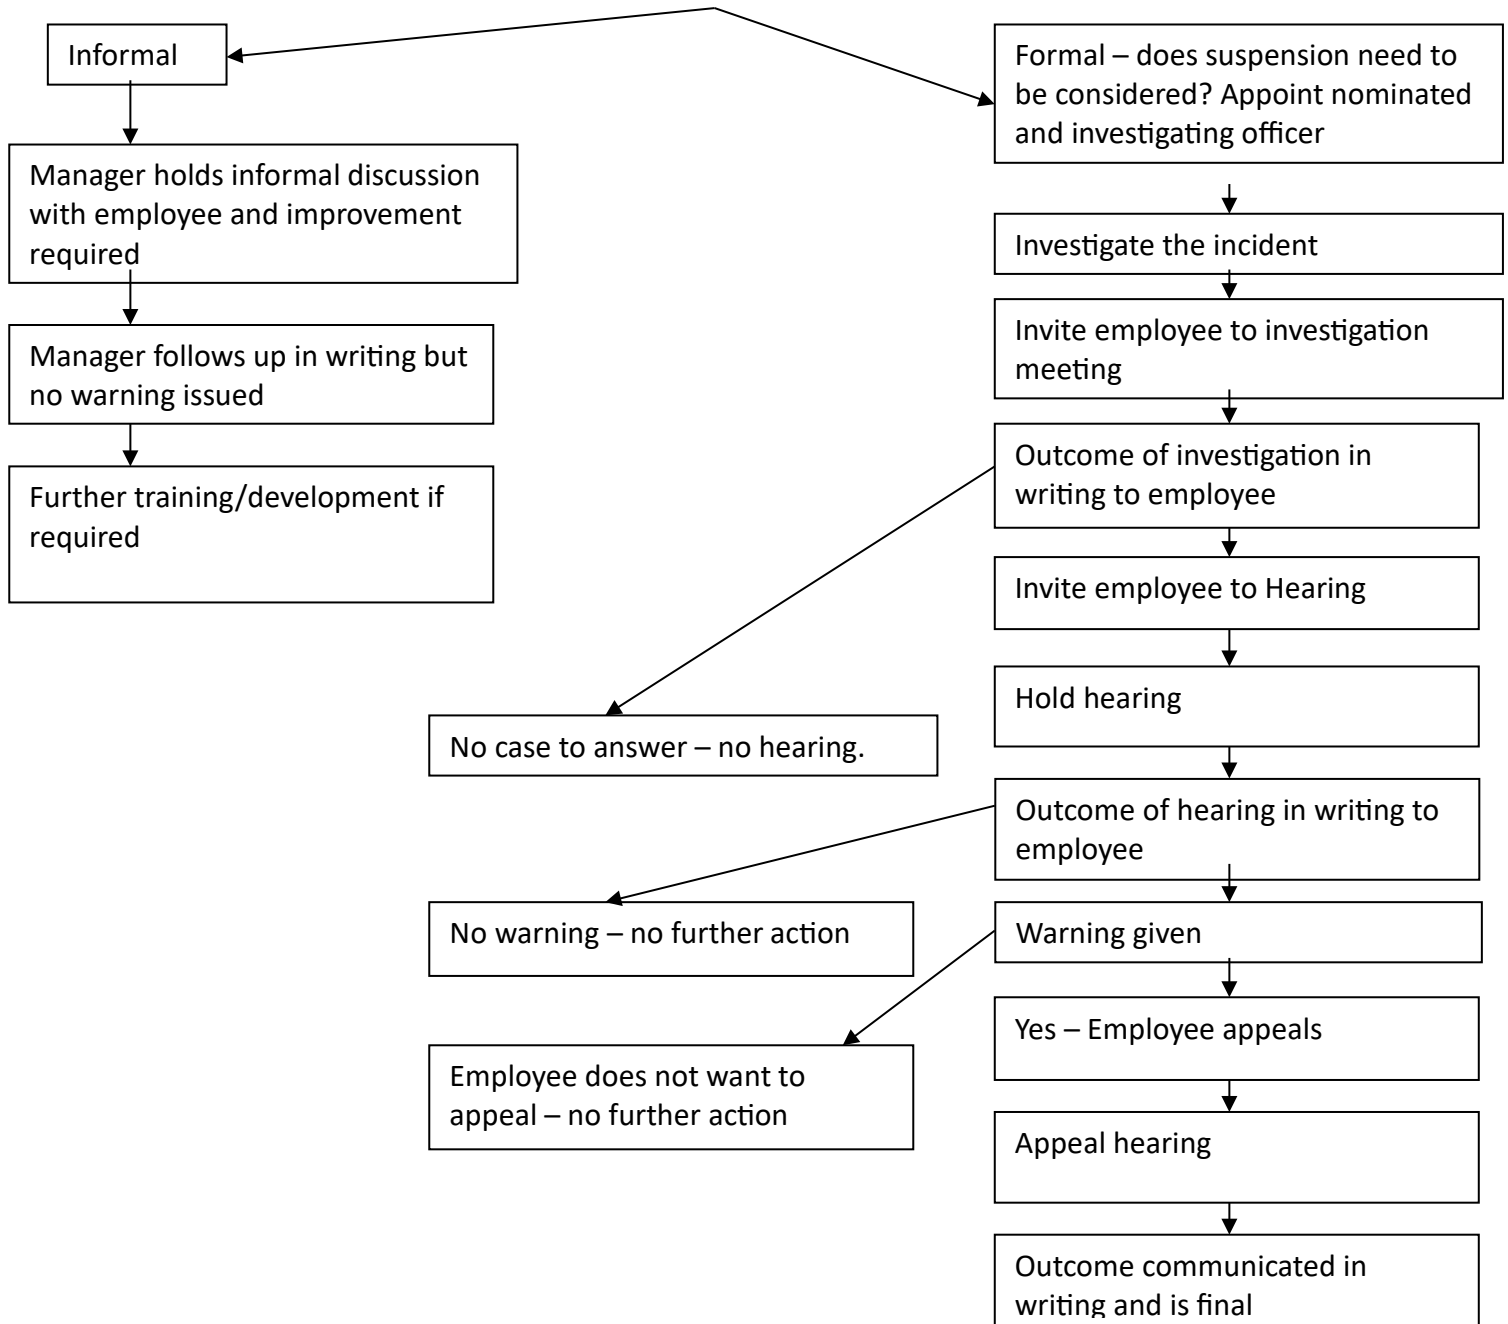 Informal
Manager holds informal discussion
with employee and improvement
required
Manager follows up in writing but
no warning issued
Further training/development if
required
Formal – does suspension need to
be considered? Appoint nominated
and investigating officer
Investigate the incident
Invite employee to investigation
meeting
Outcome of investigation in
writing to employee
No case to answer – no hearing.
Invite employee to Hearing
Hold hearing
Outcome of hearing in writing to
employee
No warning – no further action
Warning given
Employee does not want to
appeal – no further action
Yes – Employee appeals
Appeal hearing
Outcome communicated in
writing and is final